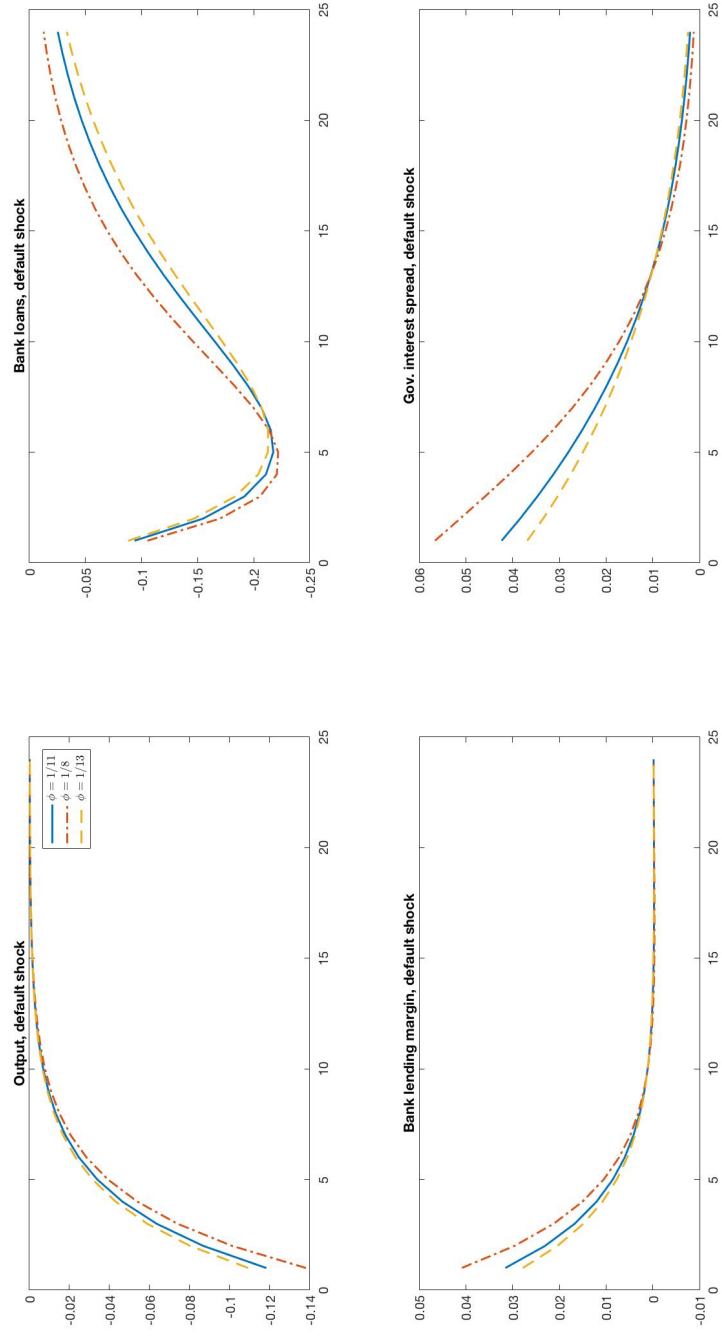 Output, default shock
0
-0.02
-0.04
-0.06
-0.08
-0.1
-0.12
-0.14
0 5 10 15 20 25
ϕ = 1/11
ϕ = 1/8
ϕ = 1/13
Bank loans, default shock
0
-0.05
-0.1
-0.15
-0.2
-0.25
0 5 10 15 20 25
Bank lending margin, default shock
0.05
0.04
0.03
0.02
0.01
0
-0.01
0 5 10 15 20 25
Gov. interest spread, default shock
0.06
0.05
0.04
0.03
0.02
0.01
0
0 5 10 15 20 25